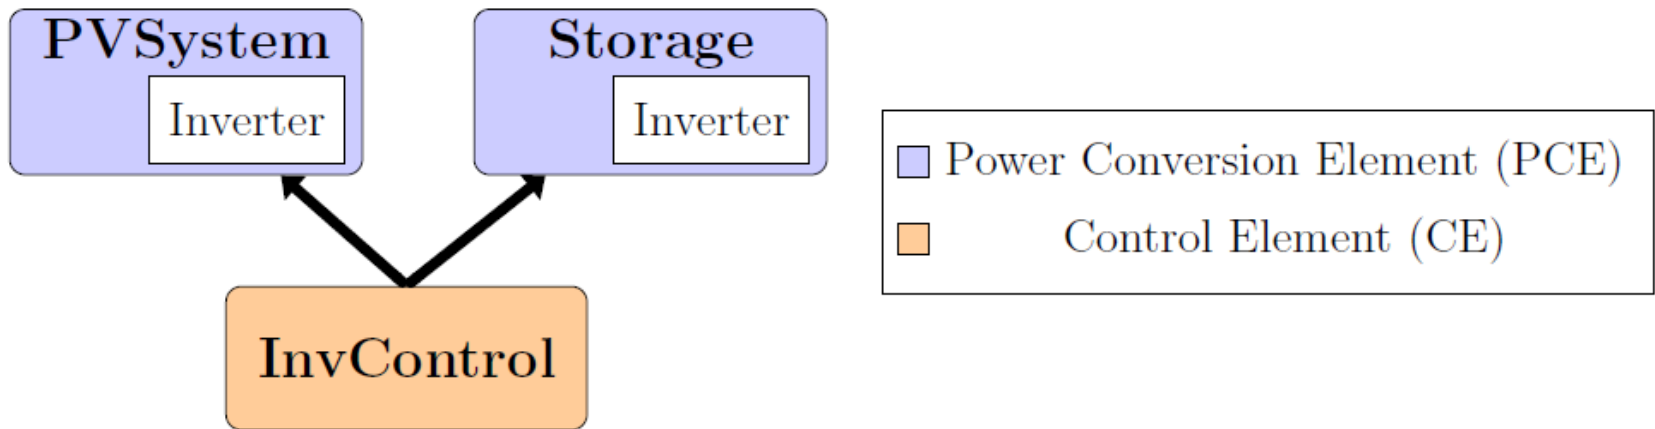 PVSystem
Inverter
Storage
Inverter
InvControl
Power Conversion Element (PCE)
Control Element (CE)